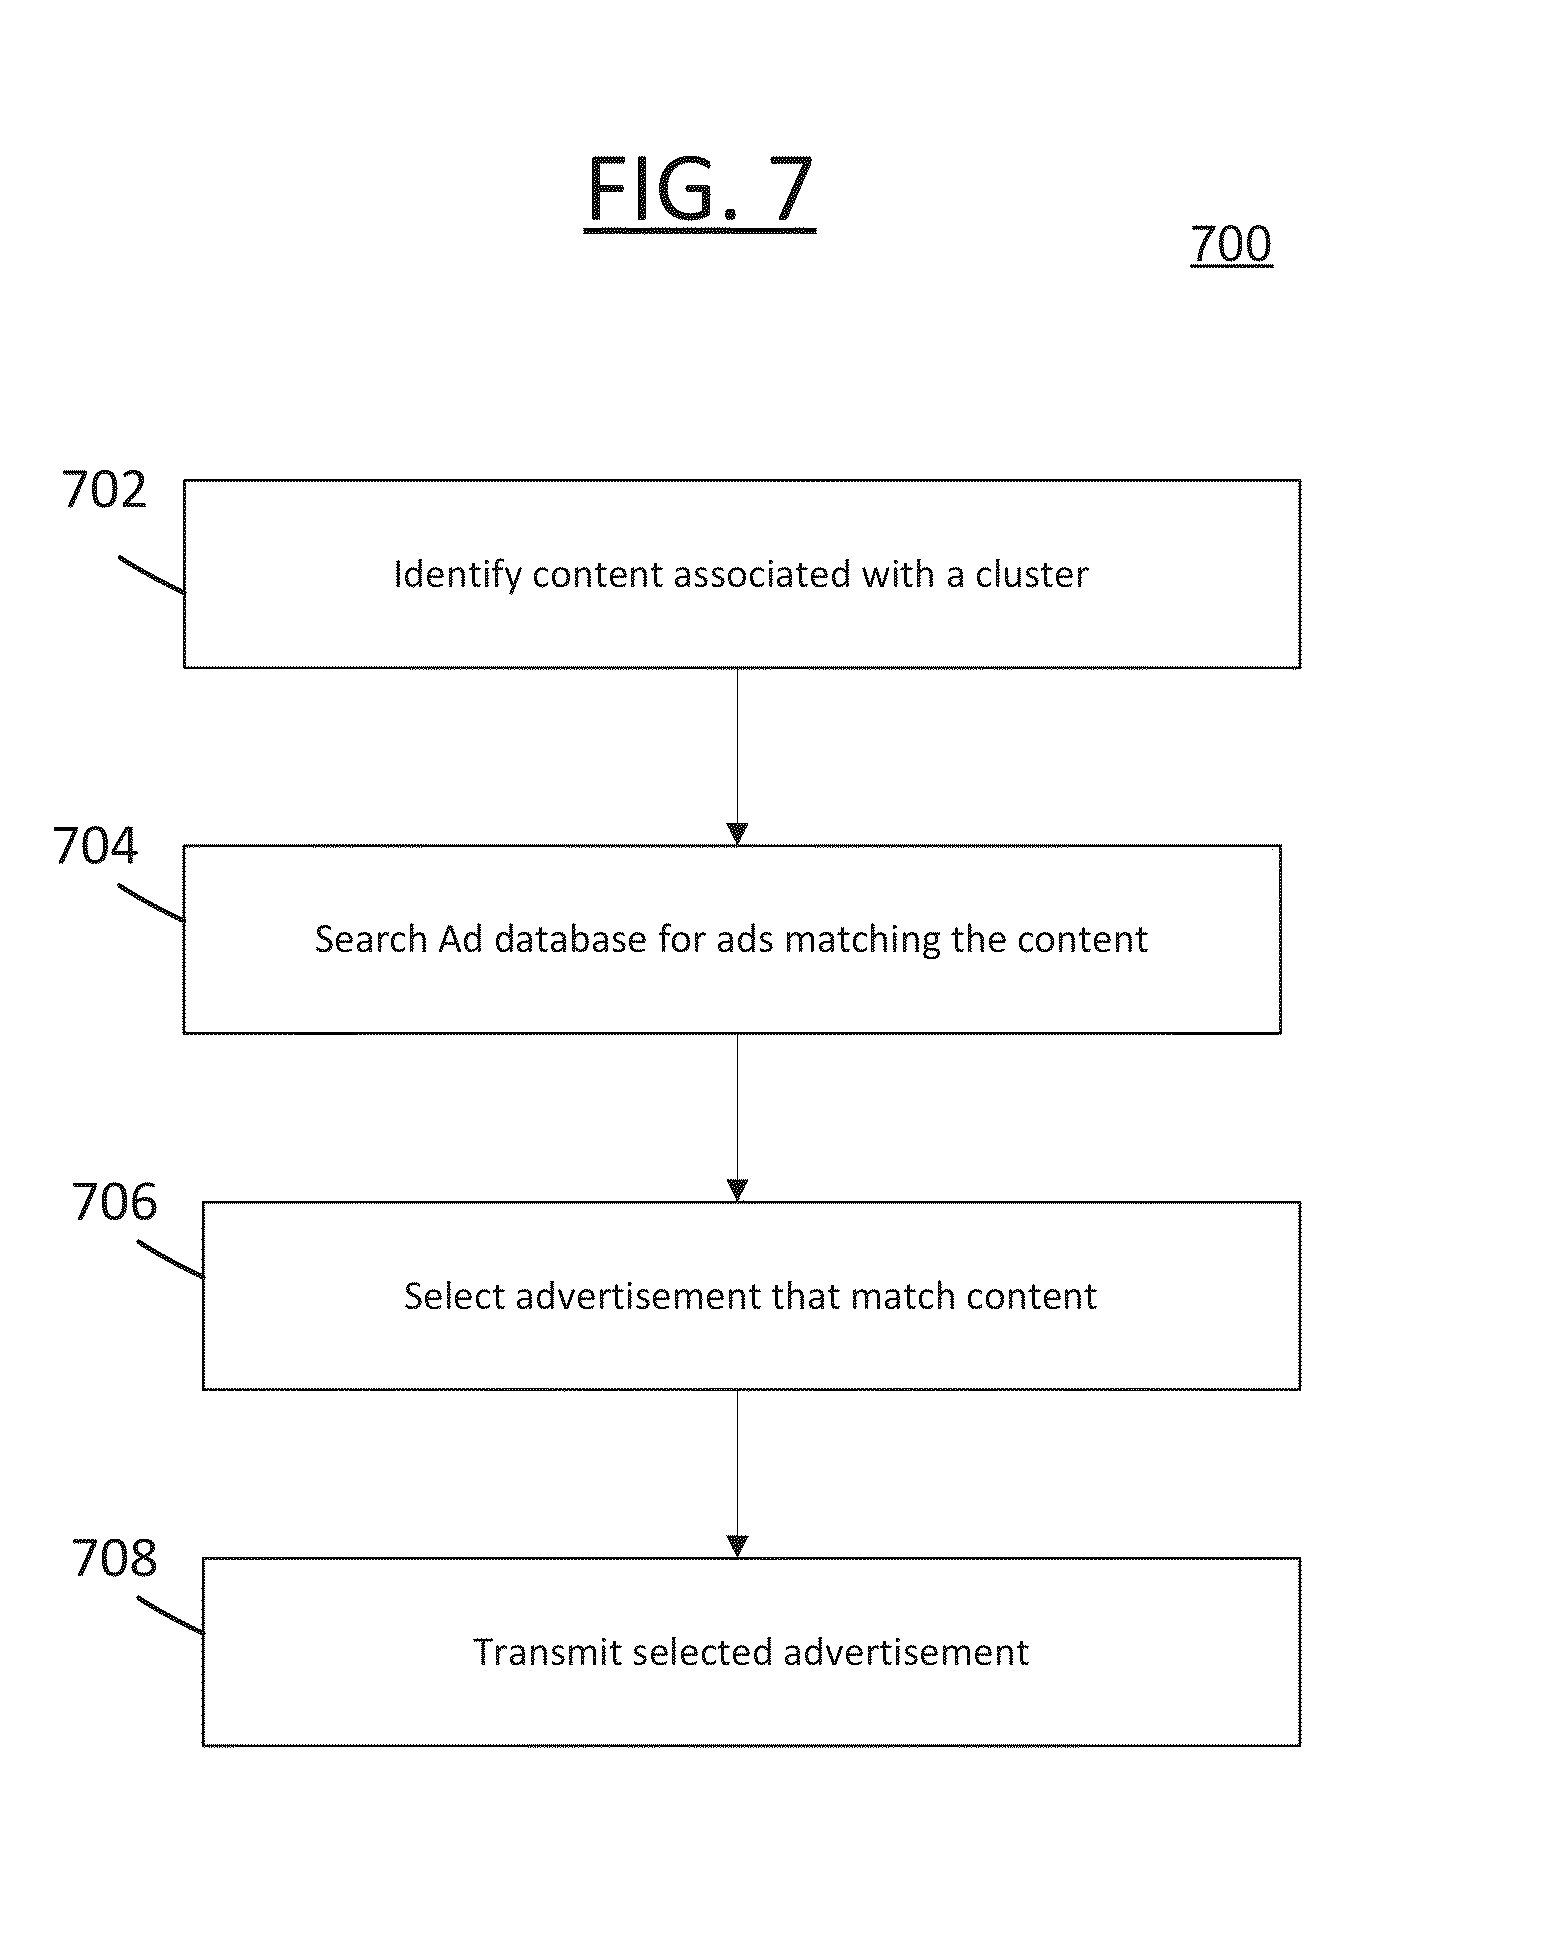 FIG. 7
700
702
Identify content associated with a cluster
704
Search Ad database for ads matching the content
706
Select advertisement that match content
708
Transmit selected advertisement